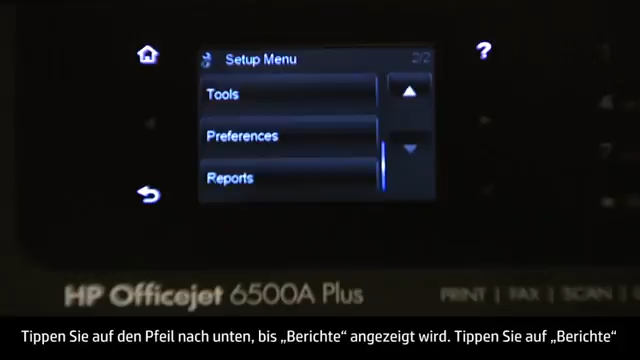 Setup Menu 2/2
Tools
Preferences
Reports
HP Officejet 6500A Plus
PRINT | FAX | SCAN |
Tippen Sie auf den Pfeil nach unten, bis „Berichte“ angezeigt wird. Tippen Sie auf „Berichte“